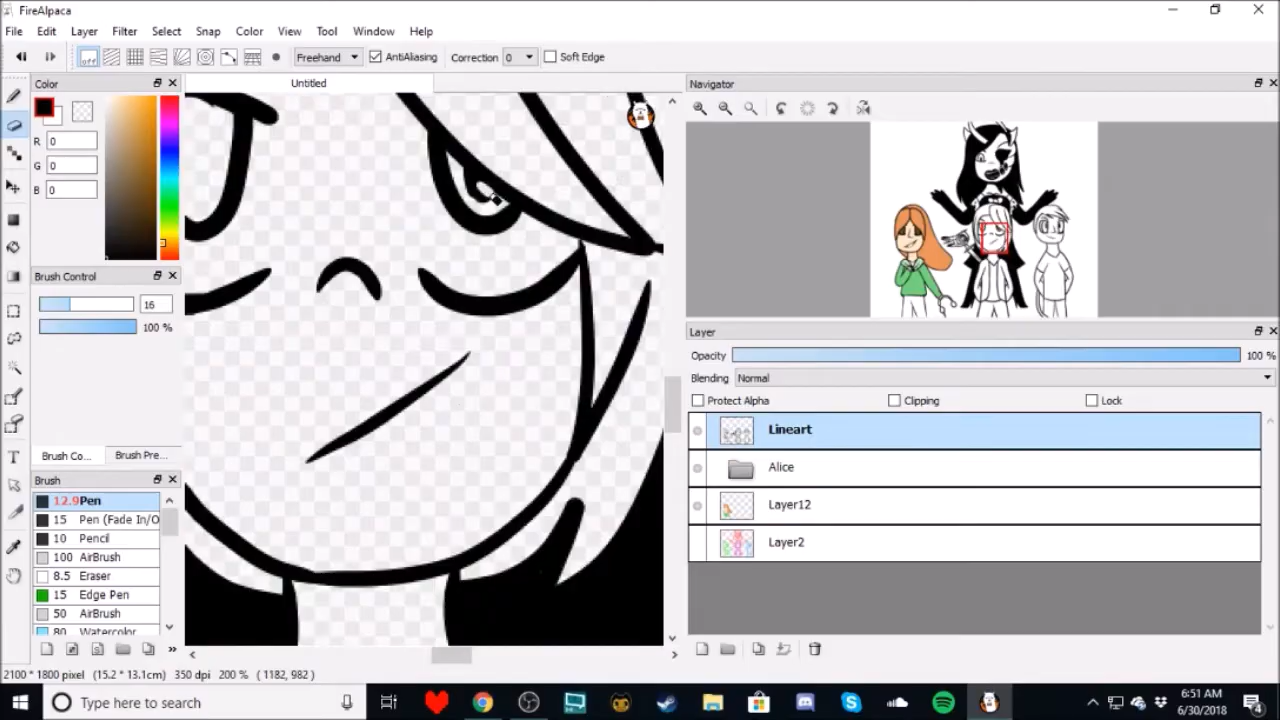 FireAlpaca
File Edit Layer Filter Select Snap Color View Tool Window Help
off Freehand AntiAliasing Correction 0 Soft Edge
Color
Untitled
Navigator
R 0
G 0
B 0
Brush Control
16
100 %
Brush Co... Brush Pre...
Brush
12.9 Pen
15 Pen (Fade In/O
10 Pencil
100 AirBrush
8.5 Eraser
15 Edge Pen
50 AirBrush
80 Watercolor
Layer
Opacity 100 %
Blending Normal
Protect Alpha Clipping Lock
Lineart
Alice
Layer12
Layer2
2100 * 1800 pixel (15.2 * 13.1cm) 350 dpi 200 % ( 1182, 982 )
Type here to search
6:51 AM
6/30/2018
4